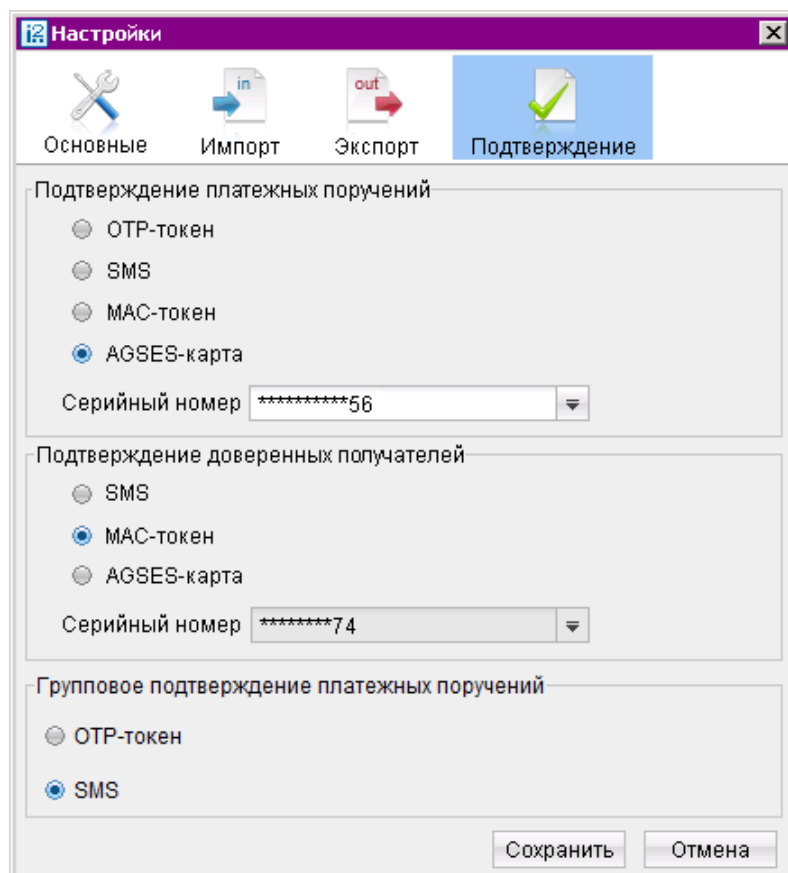 i2 Настройки
in
out
Основные Импорт Экспорт Подтверждение
Подтверждение платежных поручений
OTP-токен
SMS
MAC-токен
AGSES-карта
Серийный номер **********56
Подтверждение доверенных получателей
SMS
MAC-токен
AGSES-карта
Серийный номер ********74
Групповое подтверждение платежных поручений
OTP-токен
SMS
Сохранить Отмена